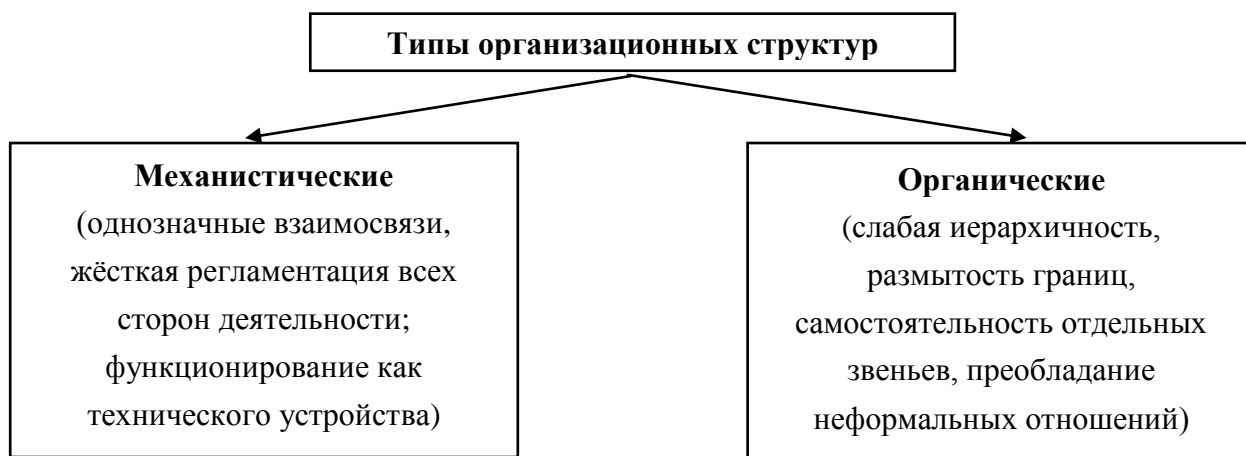 Типы организационных структур
Механистические
(однозначные взаимосвязи,
жёсткая регламентация всех
сторон деятельности;
функционирование как
технического устройства)
Органические
(слабая иерархичность,
размытость границ,
самостоятельность отдельных
звеньев, преобладание
неформальных отношений)